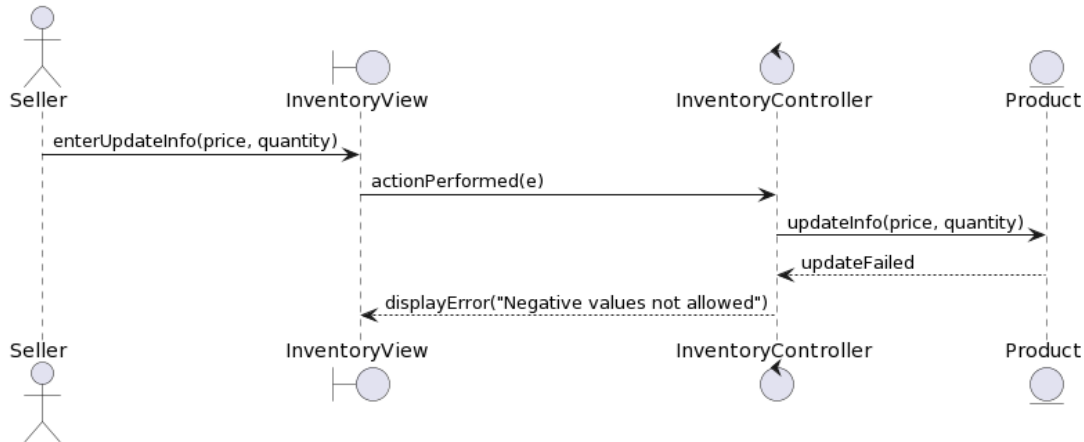 Seller
InventoryView
InventoryController
Product
enterUpdateInfo(price, quantity)
actionPerformed(e)
updateInfo(price, quantity)
updateFailed
displayError("Negative values not allowed")
Seller
InventoryView
InventoryController
Product